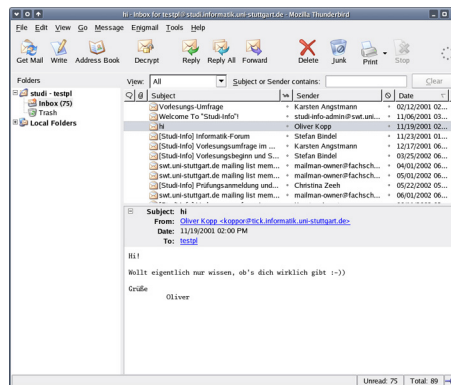 hi - Inbox for testpl@studi.informatik.uni-stuttgart.de - Mozilla Thunderbird
File Edit View Go Message Enigmail Tools Help
Get Mail Write Address Book Decrypt Reply Reply All Forward Delete Junk Print Stop
Folders View: All Subject or Sender contains: Clear
studi - testpl
Inbox (75)
Trash
Local Folders
Subject Sender Date
Vorlesungs-Umfrage Karsten Angstmann 02/12/2001 02...
Welcome To "Studi-Info"! studi-info-admin@swt.uni... 11/06/2001 03...
hi Oliver Kopp 11/19/2001 02...
[Studi-Info] Informatik-Forum Stefan Bindel 11/23/2001 01...
[Studi-Info] Vorlesungsumfrage im ... Karsten Angstmann 12/17/2001 06...
[Studi-Info] Vorlesungsbeginn und S... Stefan Bindel 03/25/2002 06...
swt.uni-stuttgart.de mailing list mem... mailman-owner@fachsch... 04/01/2002 06...
swt.uni-stuttgart.de mailing list mem... mailman-owner@fachsch... 05/01/2002 05...
[Studi-Info] Prüfungsanmeldung und... Christina Zeeh 05/22/2002 05...
swt.uni-stuttgart.de mailing list mem... mailman-owner@fachsch... 06/01/2002 06...
Subject: hi
From: Oliver Kopp <koppor@tick.informatik.uni-stuttgart.de>
Date: 11/19/2001 02:00 PM
To: testpl
Hi!
Wollt eigentlich nur wissen, ob's dich wirklich gibt :-))
Grüße
Oliver
Unread: 75 Total: 89